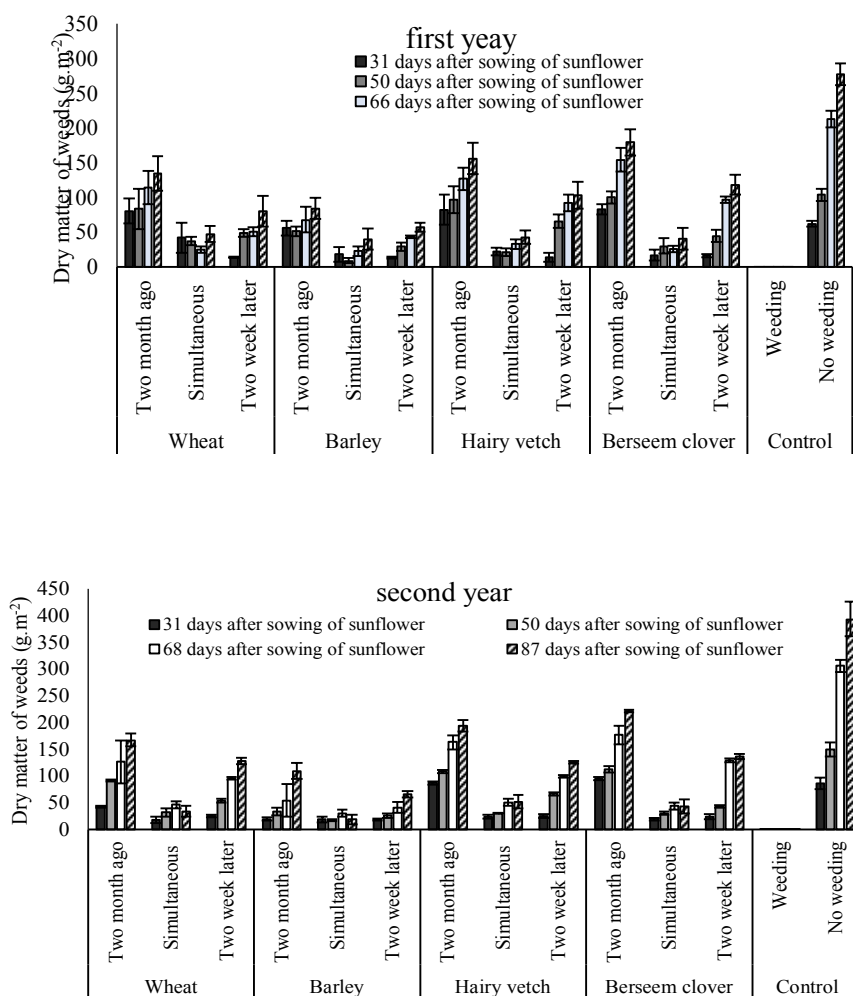 first yeay
31 days after sowing of sunflower
50 days after sowing of sunflower
66 days after sowing of sunflower
Dry matter of weeds (g.m-2)
350
300
250
200
150
100
50
0
Two month ago
Simultaneous
Two week later
Two month ago
Simultaneous
Two week later
Two month ago
Simultaneous
Two week later
Two month ago
Simultaneous
Two week later
Weeding
No weeding
Wheat Barley Hairy vetch Berseem clover Control
second year
31 days after sowing of sunflower 50 days after sowing of sunflower
68 days after sowing of sunflower 87 days after sowing of sunflower
Dry matter of weeds (g.m-2)
450
400
350
300
250
200
150
100
50
0
Two month ago
Simultaneous
Two week later
Two month ago
Simultaneous
Two week later
Two month ago
Simultaneous
Two week later
Two month ago
Simultaneous
Two week later
Weeding
No weeding
Wheat Barley Hairy vetch Berseem clover Control